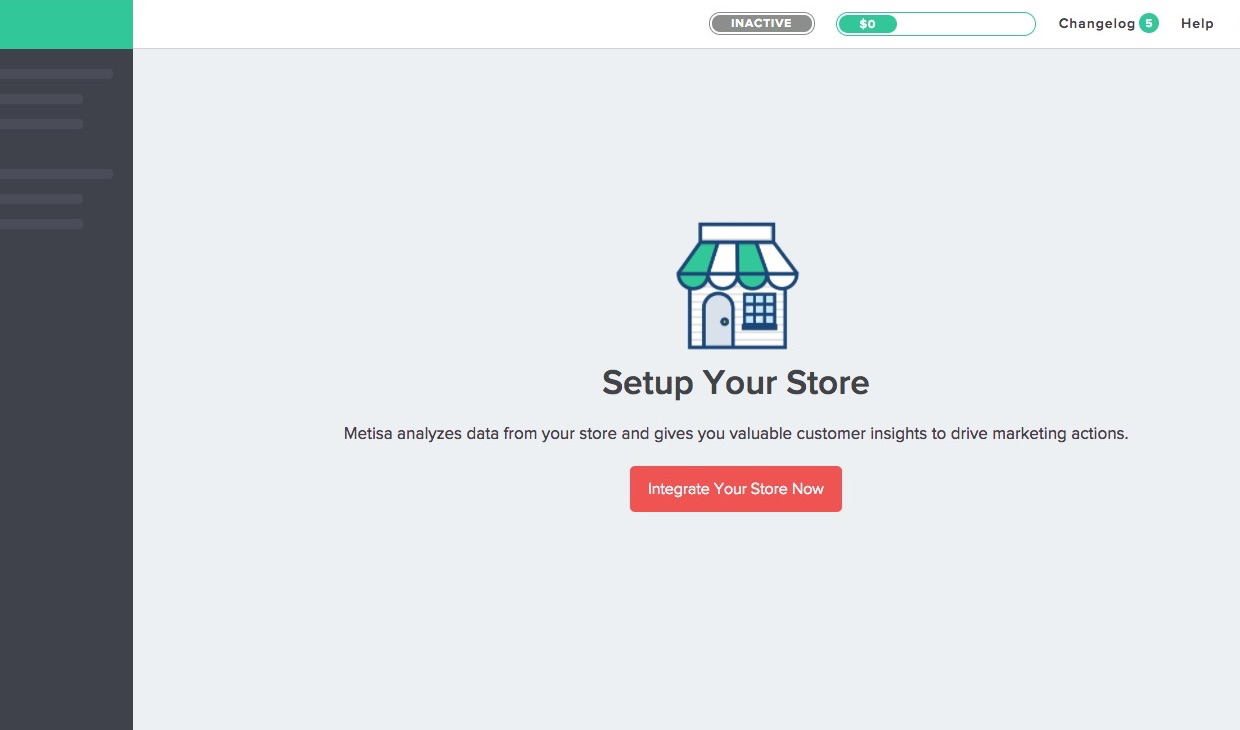 INACTIVE $0 Changelog 5 Help
Setup Your Store
Metisa analyzes data from your store and gives you valuable customer insights to drive marketing actions.
Integrate Your Store Now